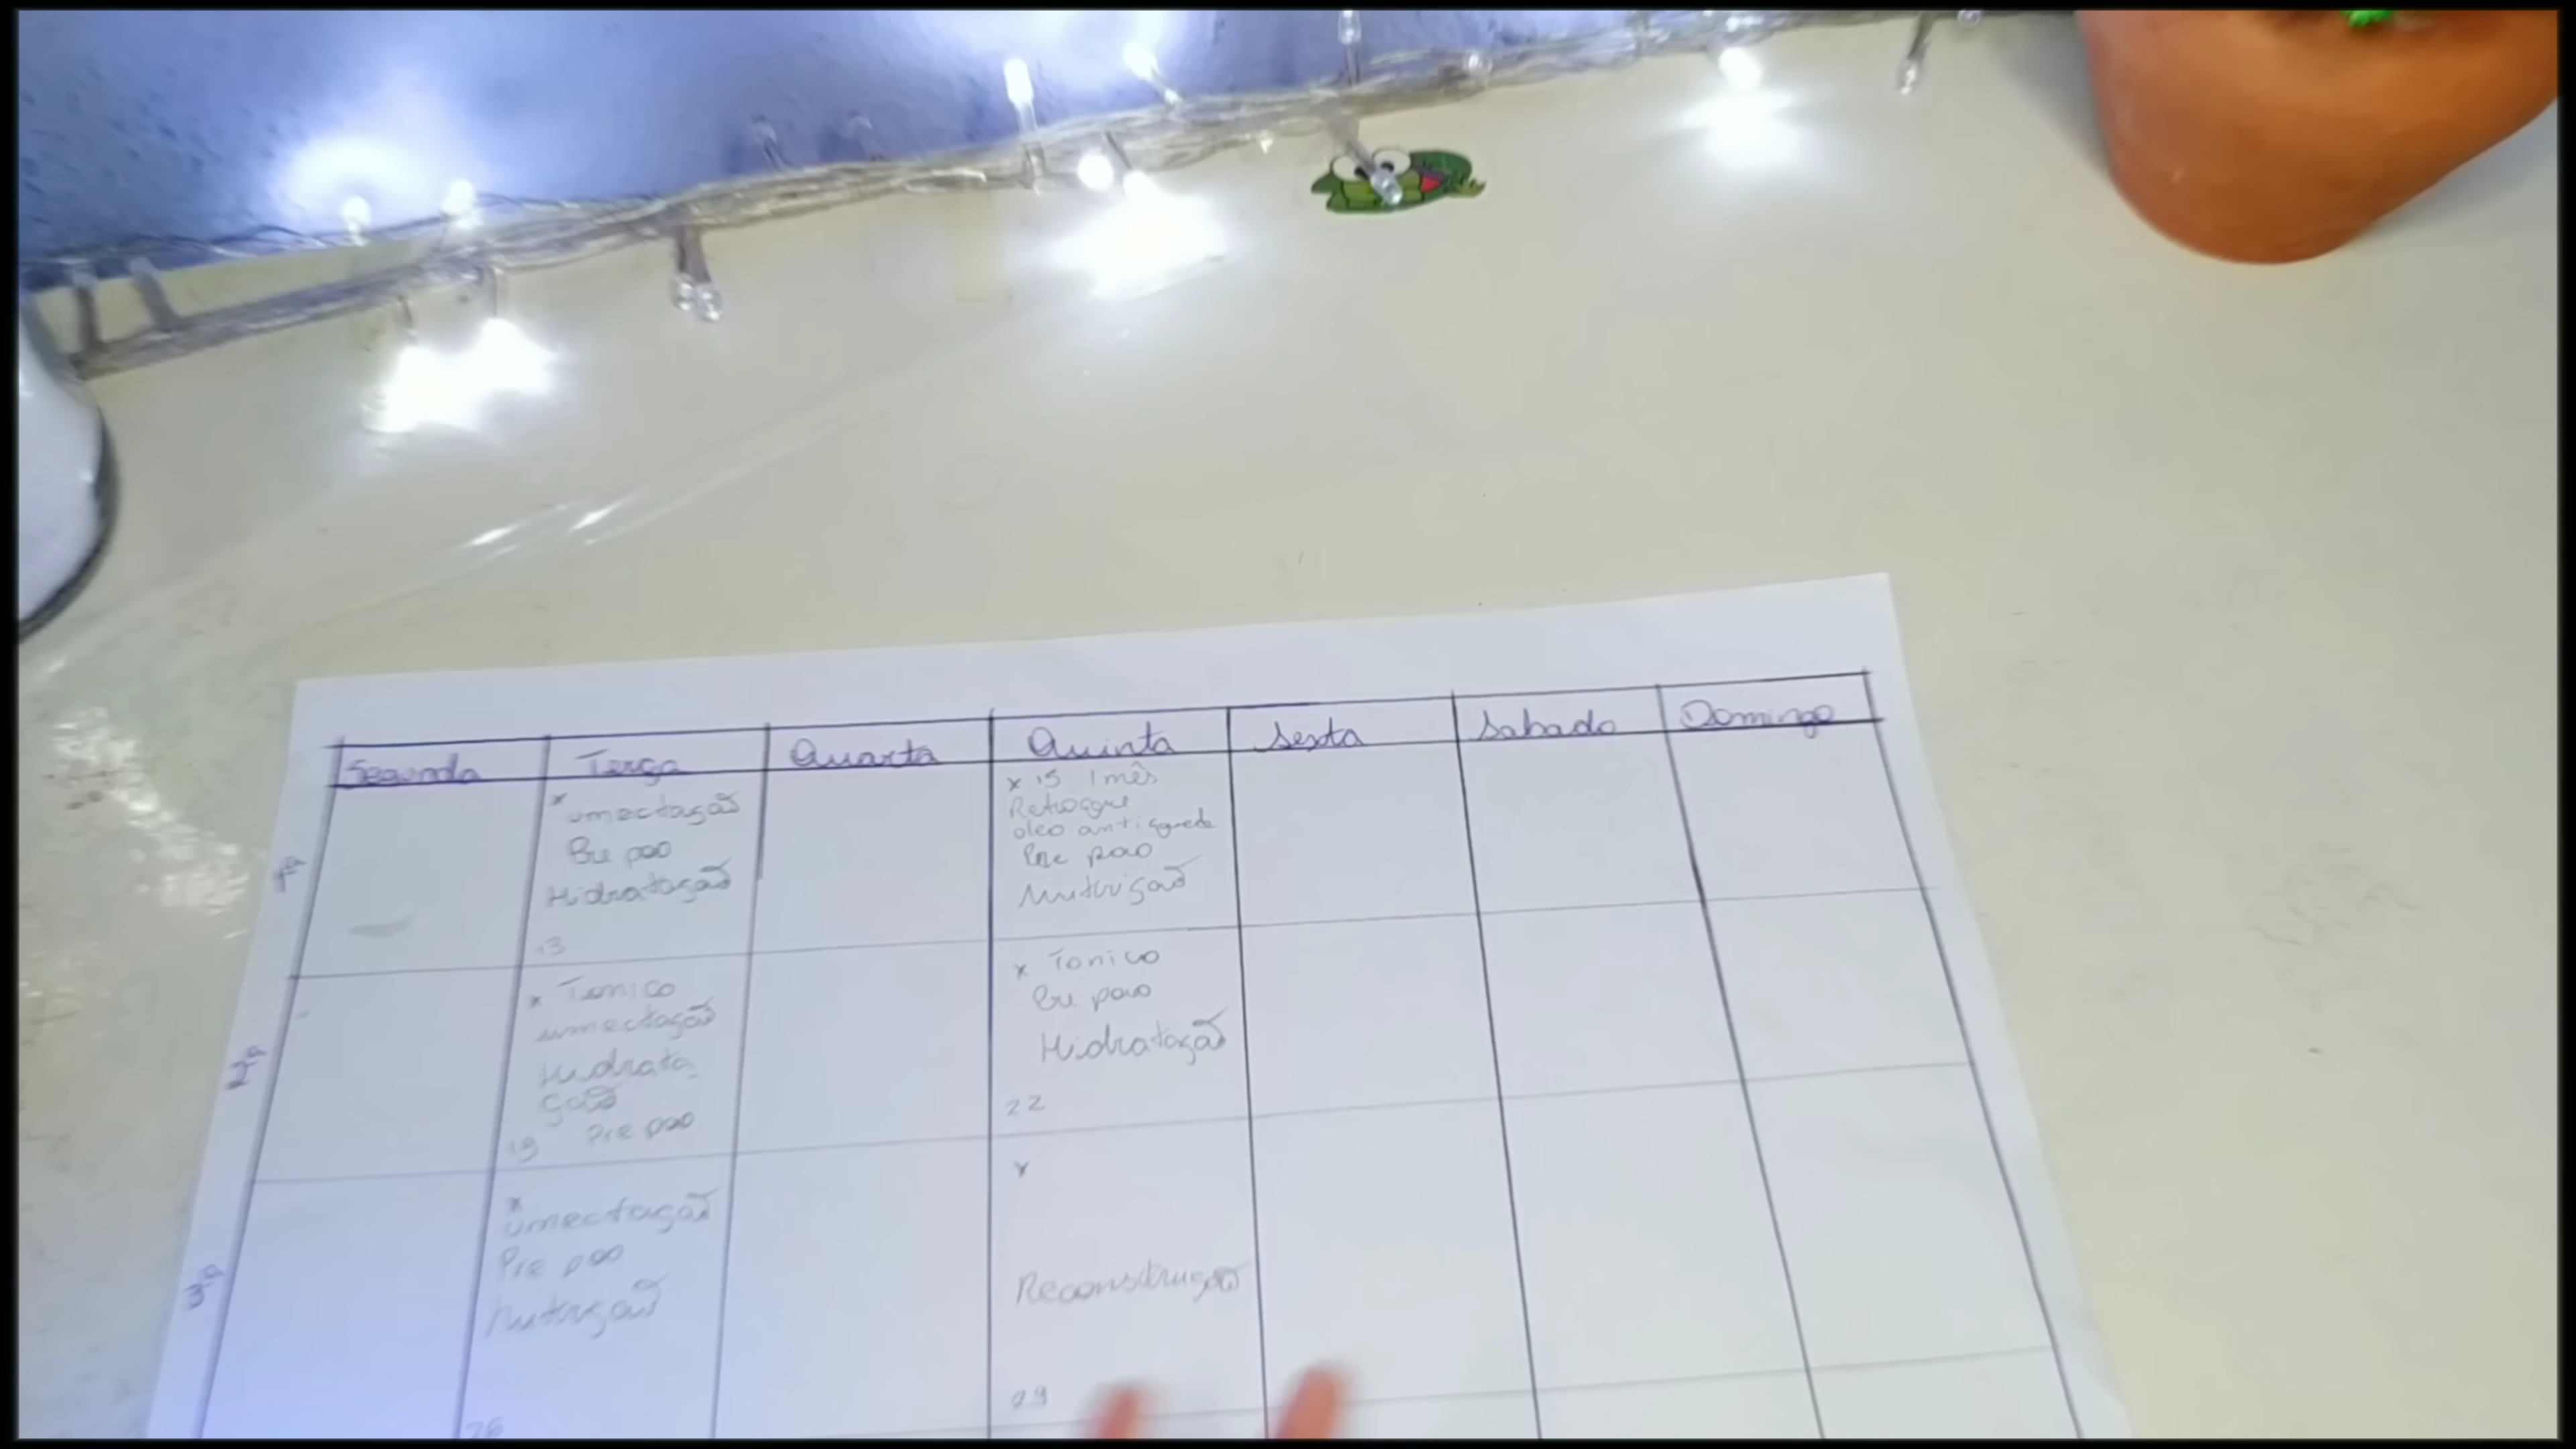 Segunda Terça Quarta Quinta Sexta Sabado Domingo
1ª
* umectação
Pre poo
Hidratação
13
x 15 1 mês
Retoque
oleo antiqueda
Pre poo
Nutrição
2ª
* Tonico
umectação
Hidrata
ção
Pre poo
19
x Tonico
Pre poo
Hidratação
22
3ª
*
umectação
Pre poo
Nutrição
26
x
Reconstrução
29